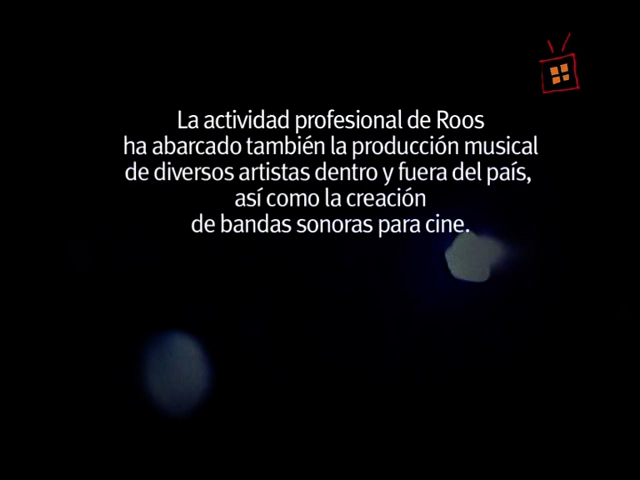 La actividad profesional de Roos
ha abarcado también la producción musical
de diversos artistas dentro y fuera del país,
así como la creación
de bandas sonoras para cine.